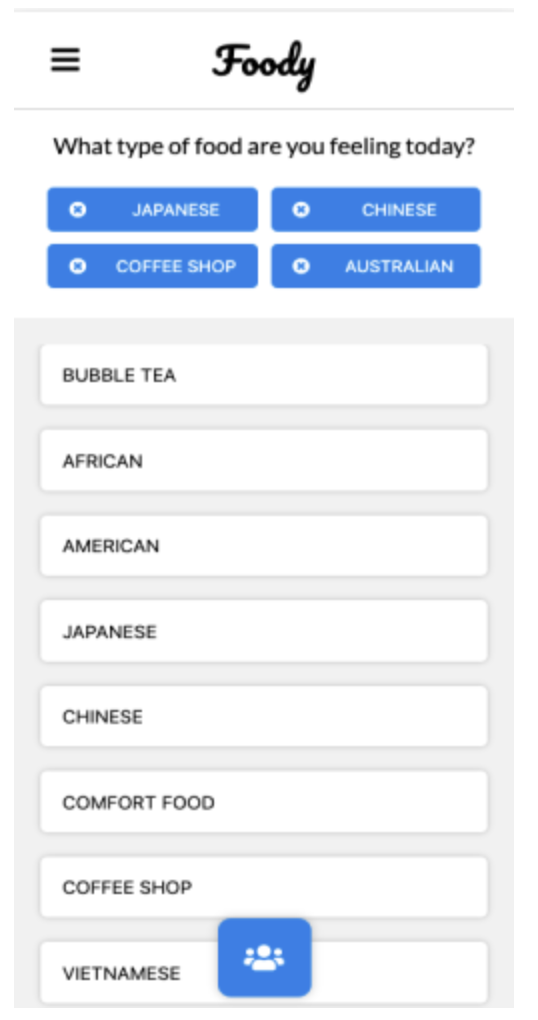 Foody
What type of food are you feeling today?
JAPANESE CHINESE
COFFEE SHOP AUSTRALIAN
BUBBLE TEA
AFRICAN
AMERICAN
JAPANESE
CHINESE
COMFORT FOOD
COFFEE SHOP
VIETNAMESE